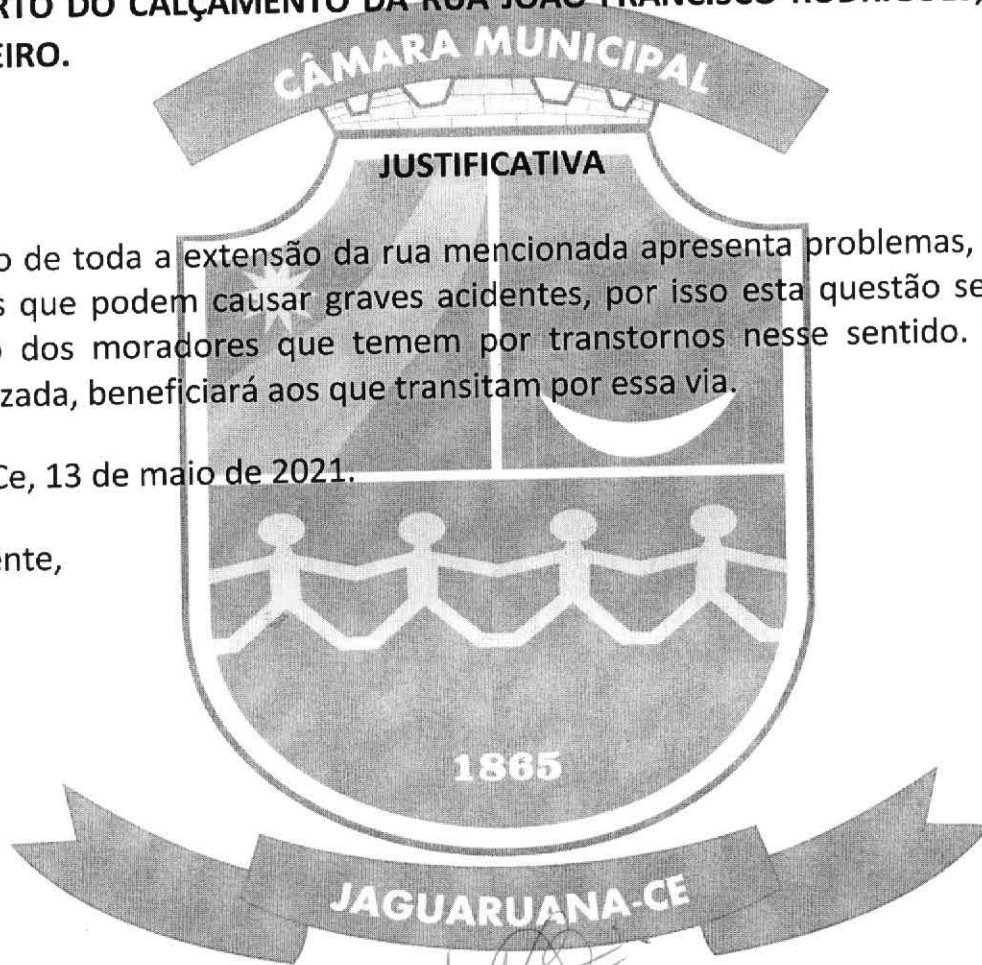 RTO DO CALÇAMENTO DA RUA JOÃO FRANCISCO RODRIGUES,
EIRO.
CÂMARA MUNICIPAL
JUSTIFICATIVA
o de toda a extensão da rua mencionada apresenta problemas,
s que podem causar graves acidentes, por isso esta questão se
o dos moradores que temem por transtornos nesse sentido.
zada, beneficiará aos que transitam por essa via.
Ce, 13 de maio de 2021.
ente,
1865
JAGUARUANA-CE